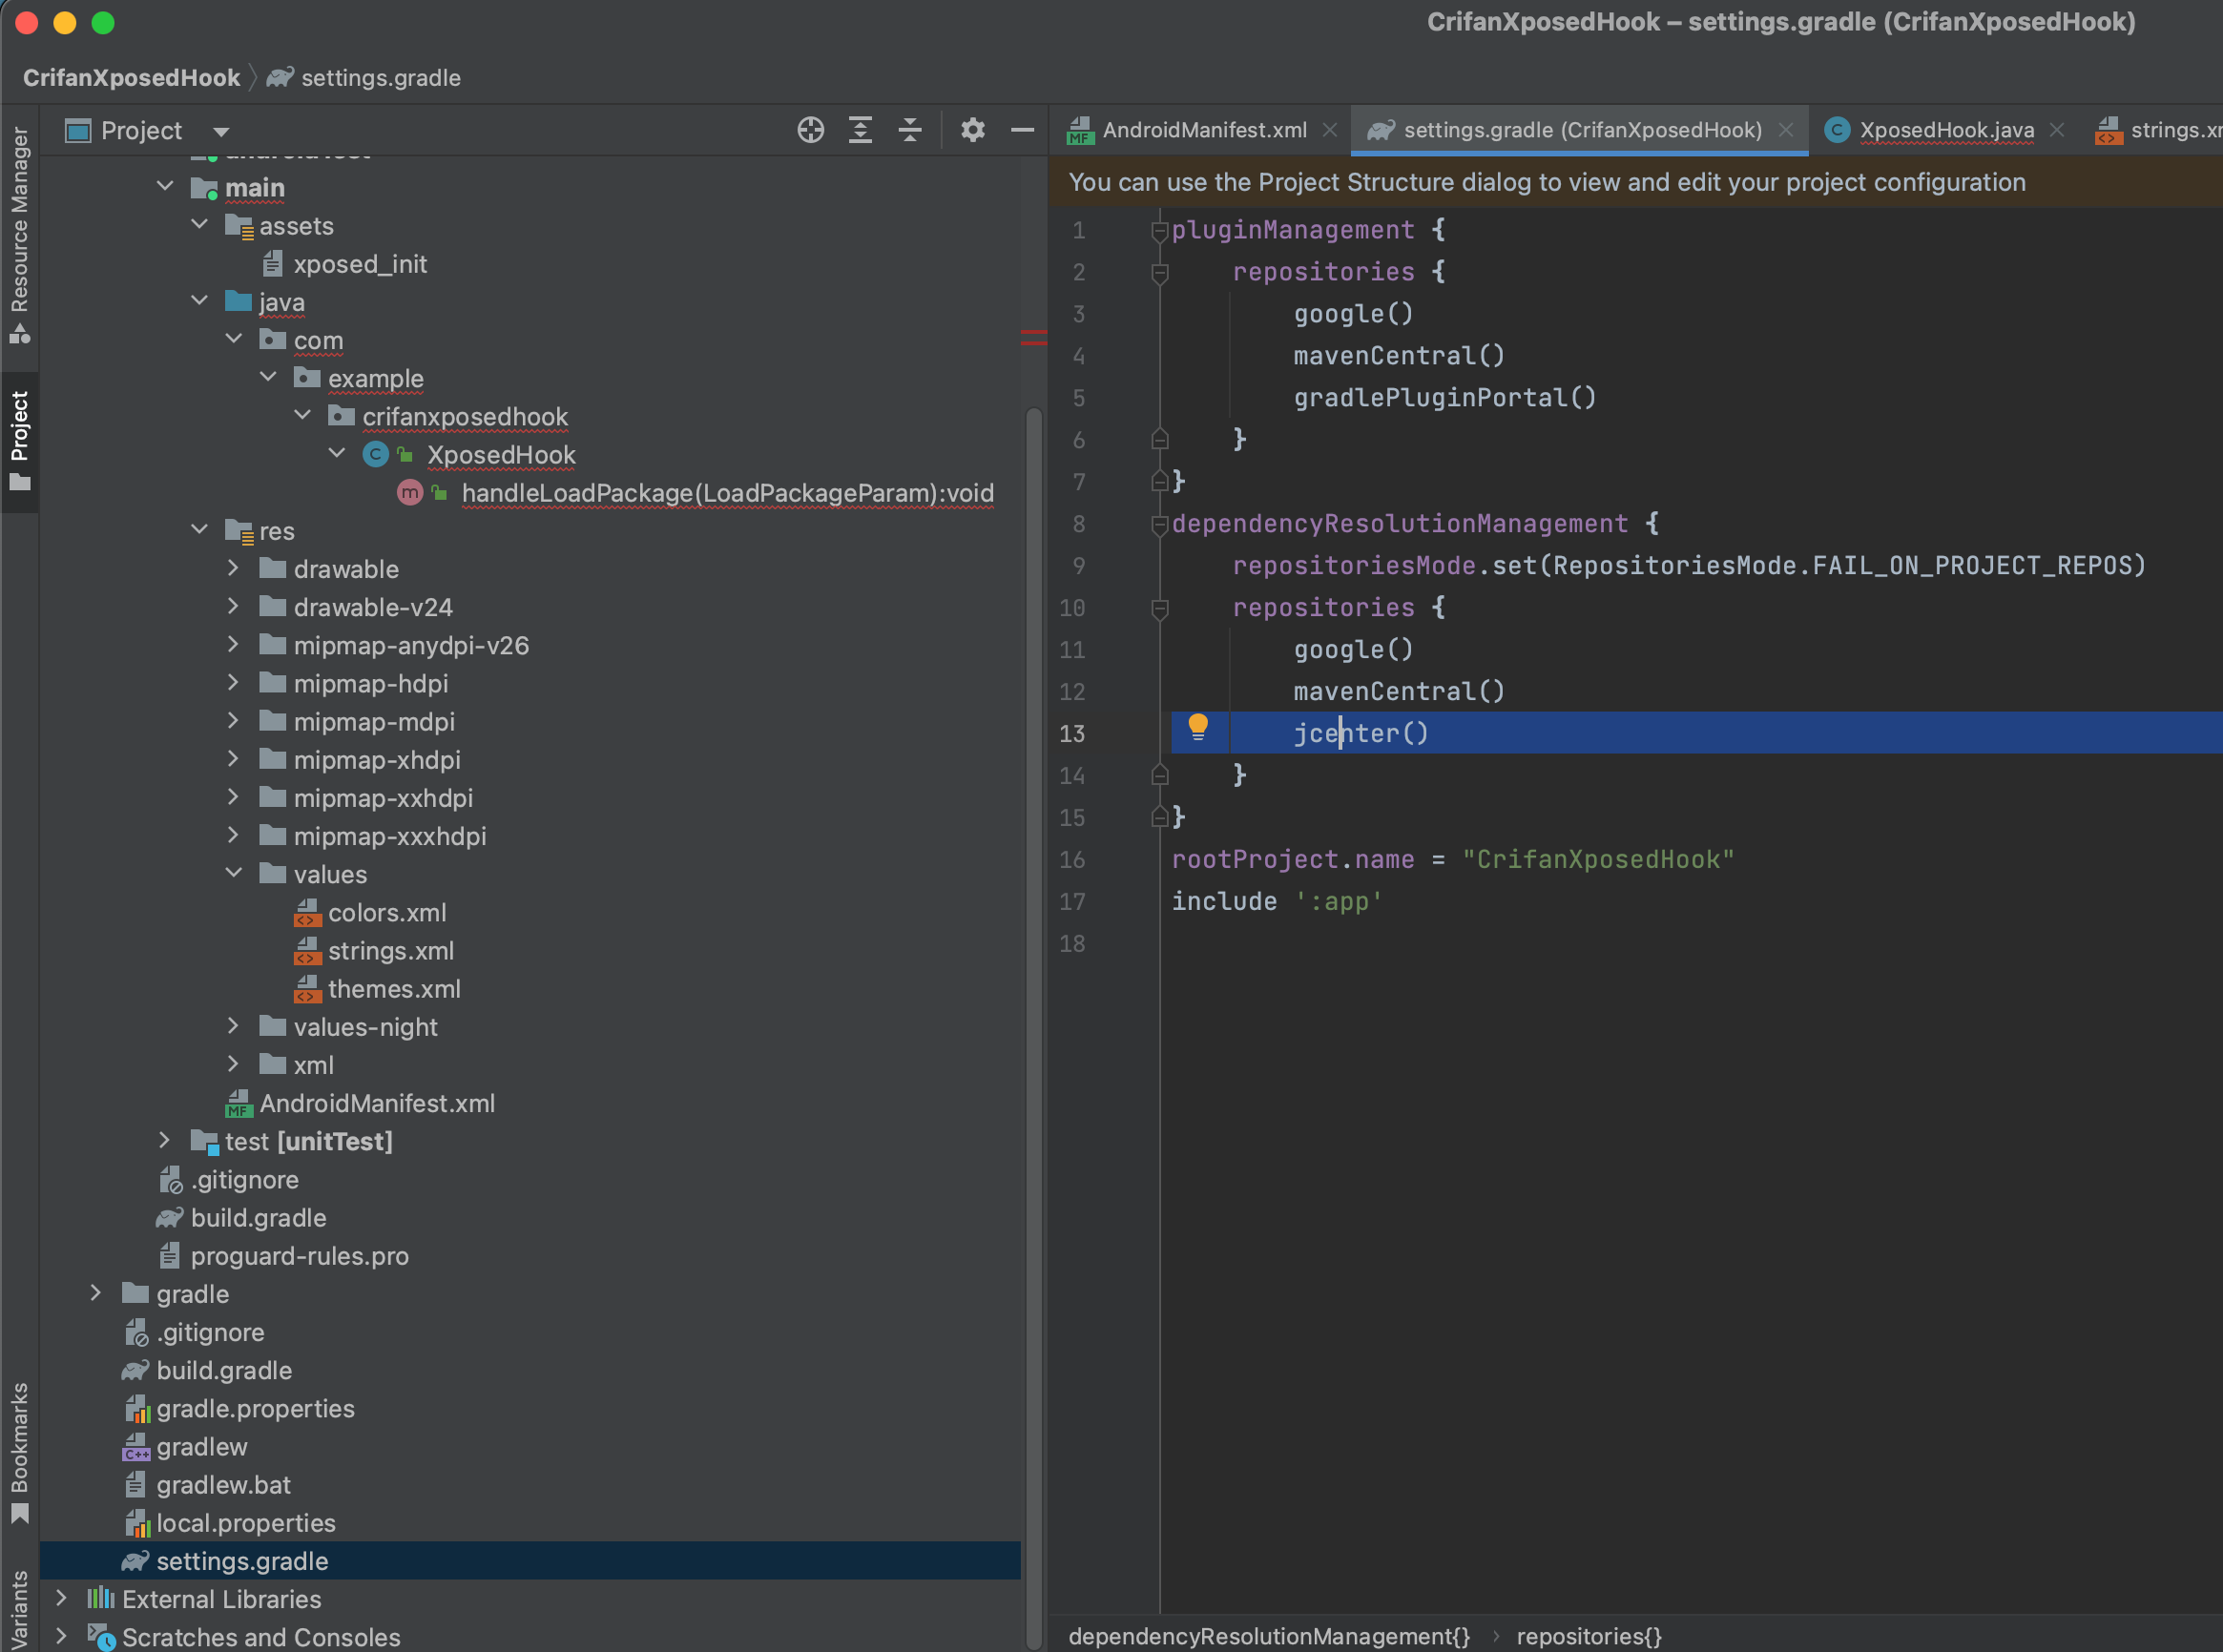 CrifanXposedHook – settings.gradle (CrifanXposedHook)
CrifanXposedHook settings.gradle
Resource Manager
Project
Bookmarks
Variants
Project
androidTest
main
assets
xposed_init
java
com
example
crifanxposedhook
XposedHook
handleLoadPackage(LoadPackageParam):void
res
drawable
drawable-v24
mipmap-anydpi-v26
mipmap-hdpi
mipmap-mdpi
mipmap-xhdpi
mipmap-xxhdpi
mipmap-xxxhdpi
values
colors.xml
strings.xml
themes.xml
values-night
xml
AndroidManifest.xml
test [unitTest]
.gitignore
build.gradle
proguard-rules.pro
gradle
.gitignore
build.gradle
gradle.properties
gradlew
gradlew.bat
local.properties
settings.gradle
External Libraries
Scratches and Consoles
AndroidManifest.xml settings.gradle (CrifanXposedHook) XposedHook.java
You can use the Project Structure dialog to view and edit your project configuration
1 pluginManagement {
2 repositories {
3 google()
4 mavenCentral()
5 gradlePluginPortal()
6 }
7 }
8 dependencyResolutionManagement {
9 repositoriesMode.set(RepositoriesMode.FAIL_ON_PROJECT_REPOS)
10 repositories {
11 google()
12 mavenCentral()
13 jcenter()
14 }
15 }
16 rootProject.name = "CrifanXposedHook"
17 include ':app'
18
dependencyResolutionManagement{} › repositories{}